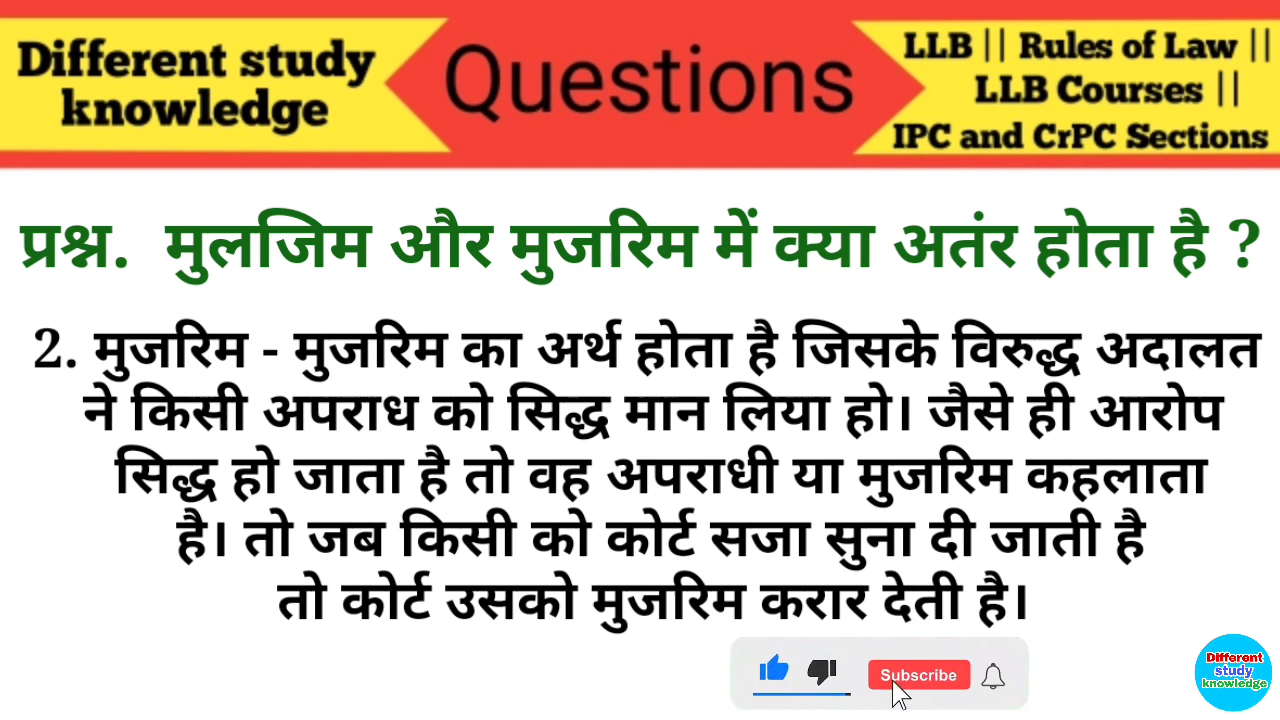 Different study
knowledge
Questions
LLB || Rules of Law ||
LLB Courses ||
IPC and CrPC Sections
प्रश्न. मुलजिम और मुजरिम में क्या अतंर होता है ?
2. मुजरिम - मुजरिम का अर्थ होता है जिसके विरुद्ध अदालत
ने किसी अपराध को सिद्ध मान लिया हो। जैसे ही आरोप
सिद्ध हो जाता है तो वह अपराधी या मुजरिम कहलाता
है। तो जब किसी को कोर्ट सजा सुना दी जाती है
तो कोर्ट उसको मुजरिम करार देती है।
Subscribe
Different
study
knowledge